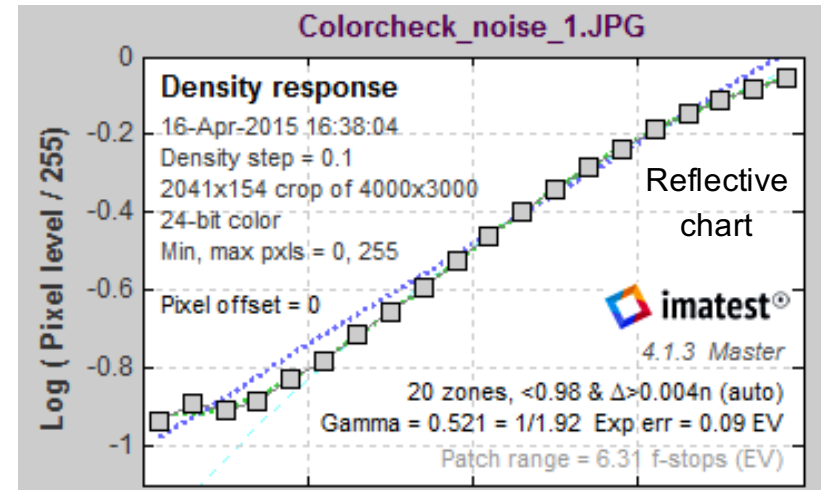 Colorcheck_noise_1.JPG
0
Density response
16-Apr-2015 16:38:04
-0.2
Density step = 0.1
2041x154 crop of 4000x3000
Reflective
chart
-0.4
24-bit color
Min, max pxls = 0, 255
Log ( Pixel level / 255)
-0.6
Pixel offset = 0
imatest®
4.1.3 Master
-0.8
20 zones, <0.98 & Δ>0.004n (auto)
Gamma = 0.521 = 1/1.92 Exp err = 0.09 EV
-1
Patch range = 6.31 f-stops (EV)